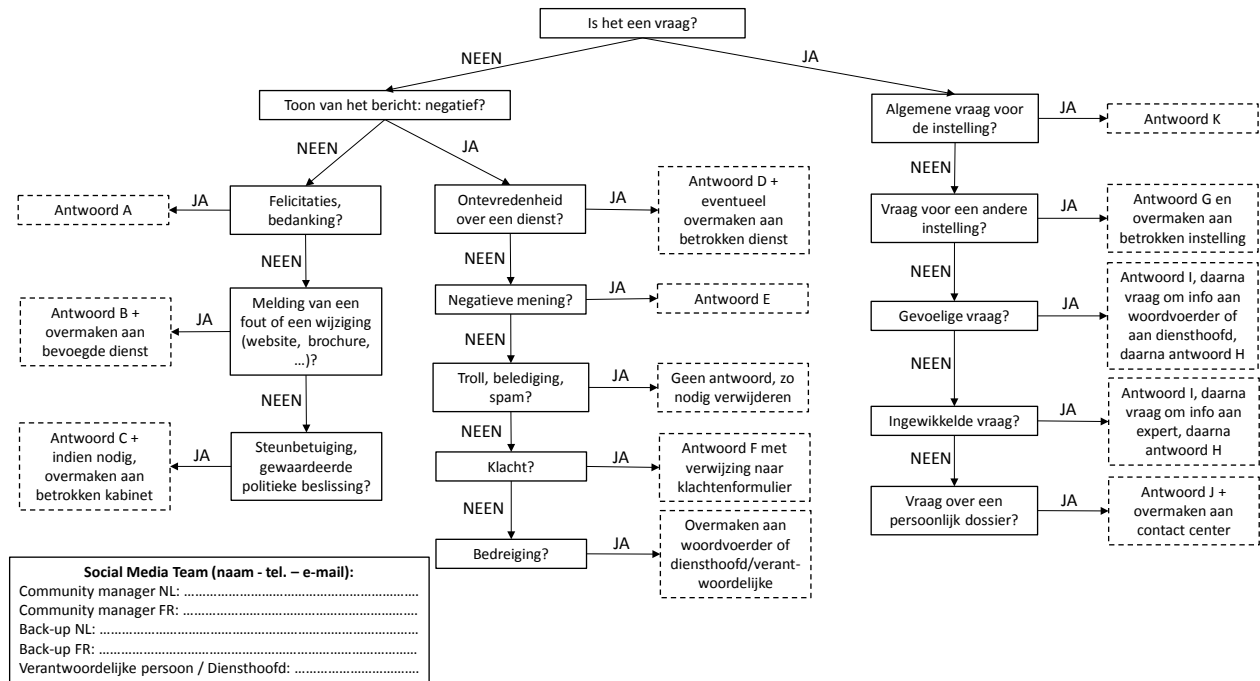 Is het een vraag?
NEEN
JA
Toon van het bericht: negatief?
NEEN
JA
Felicitaties,
bedanking?
JA
Antwoord A
NEEN
Melding van een
fout of een wijziging
(website, brochure,
…)?
JA
Antwoord B +
overmaken aan
bevoegde dienst
NEEN
Steunbetuiging,
gewaardeerde
politieke beslissing?
JA
Antwoord C +
indien nodig,
overmaken aan
betrokken kabinet
Ontevredenheid
over een dienst?
JA
Antwoord D +
eventueel
overmaken aan
betrokken dienst
NEEN
Negatieve mening?
JA
Antwoord E
NEEN
Troll, belediging,
spam?
JA
Geen antwoord, zo
nodig verwijderen
NEEN
Klacht?
JA
Antwoord F met
verwijzing naar
klachtenformulier
NEEN
Bedreiging?
JA
Overmaken aan
woordvoerder of
diensthoofd/verant-
woordelijke
Algemene vraag voor
de instelling?
JA
Antwoord K
NEEN
Vraag voor een andere
instelling?
JA
Antwoord G en
overmaken aan
betrokken instelling
NEEN
Gevoelige vraag?
JA
Antwoord I, daarna
vraag om info aan
woordvoerder of
aan diensthoofd,
daarna antwoord H
NEEN
Ingewikkelde vraag?
JA
Antwoord I, daarna
vraag om info aan
expert, daarna
antwoord H
NEEN
Vraag over een
persoonlijk dossier?
JA
Antwoord J +
overmaken aan
contact center
Social Media Team (naam - tel. – e-mail):
Community manager NL: ……………………………………………………
Community manager FR: ……………………………………………………
Back-up NL: ………………………………………………………………………
Back-up FR: ………………………………………………………………………
Verantwoordelijke persoon / Diensthoofd: …………………………